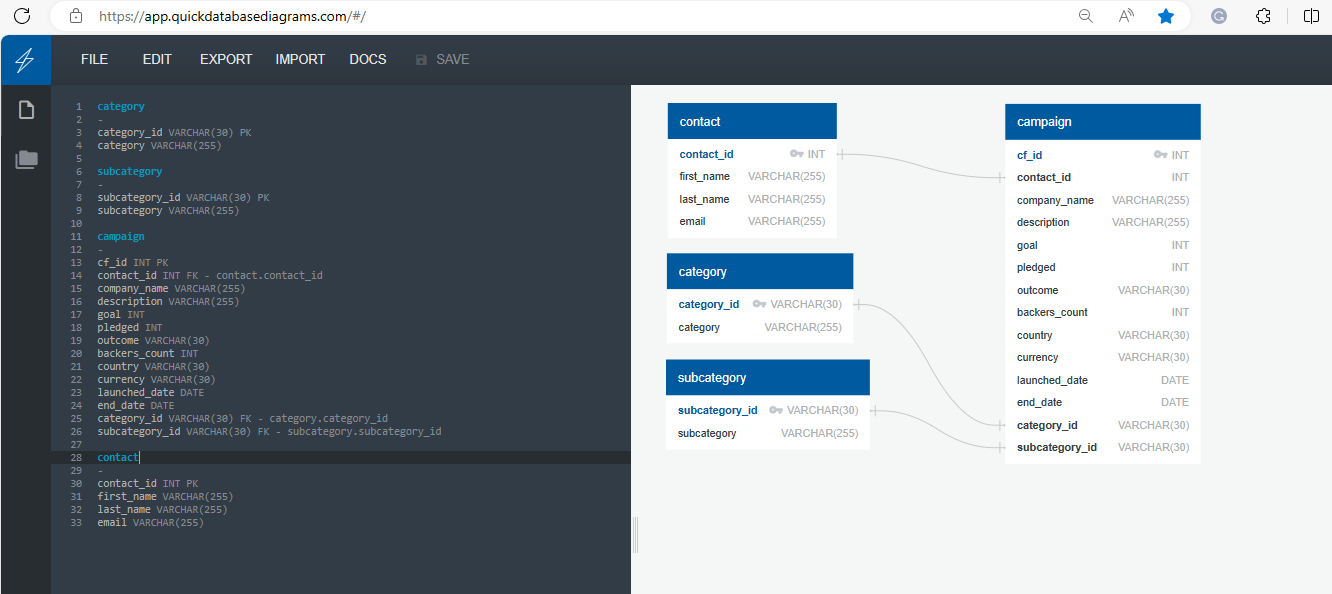 https://app.quickdatabasediagrams.com/#/
FILE EDIT EXPORT IMPORT DOCS SAVE
1 category
2 -
3 category_id VARCHAR(30) PK
4 category VARCHAR(255)
5
6 subcategory
7 -
8 subcategory_id VARCHAR(30) PK
9 subcategory VARCHAR(255)
10
11 campaign
12 -
13 cf_id INT PK
14 contact_id INT FK - contact.contact_id
15 company_name VARCHAR(255)
16 description VARCHAR(255)
17 goal INT
18 pledged INT
19 outcome VARCHAR(30)
20 backers_count INT
21 country VARCHAR(30)
22 currency VARCHAR(30)
23 launched_date DATE
24 end_date DATE
25 category_id VARCHAR(30) FK - category.category_id
26 subcategory_id VARCHAR(30) FK - subcategory.subcategory_id
27
28 contact
29 -
30 contact_id INT PK
31 first_name VARCHAR(255)
32 last_name VARCHAR(255)
33 email VARCHAR(255)
contact
contact_id INT
first_name VARCHAR(255)
last_name VARCHAR(255)
email VARCHAR(255)
category
category_id VARCHAR(30)
category VARCHAR(255)
subcategory
subcategory_id VARCHAR(30)
subcategory VARCHAR(255)
campaign
cf_id INT
contact_id INT
company_name VARCHAR(255)
description VARCHAR(255)
goal INT
pledged INT
outcome VARCHAR(30)
backers_count INT
country VARCHAR(30)
currency VARCHAR(30)
launched_date DATE
end_date DATE
category_id VARCHAR(30)
subcategory_id VARCHAR(30)